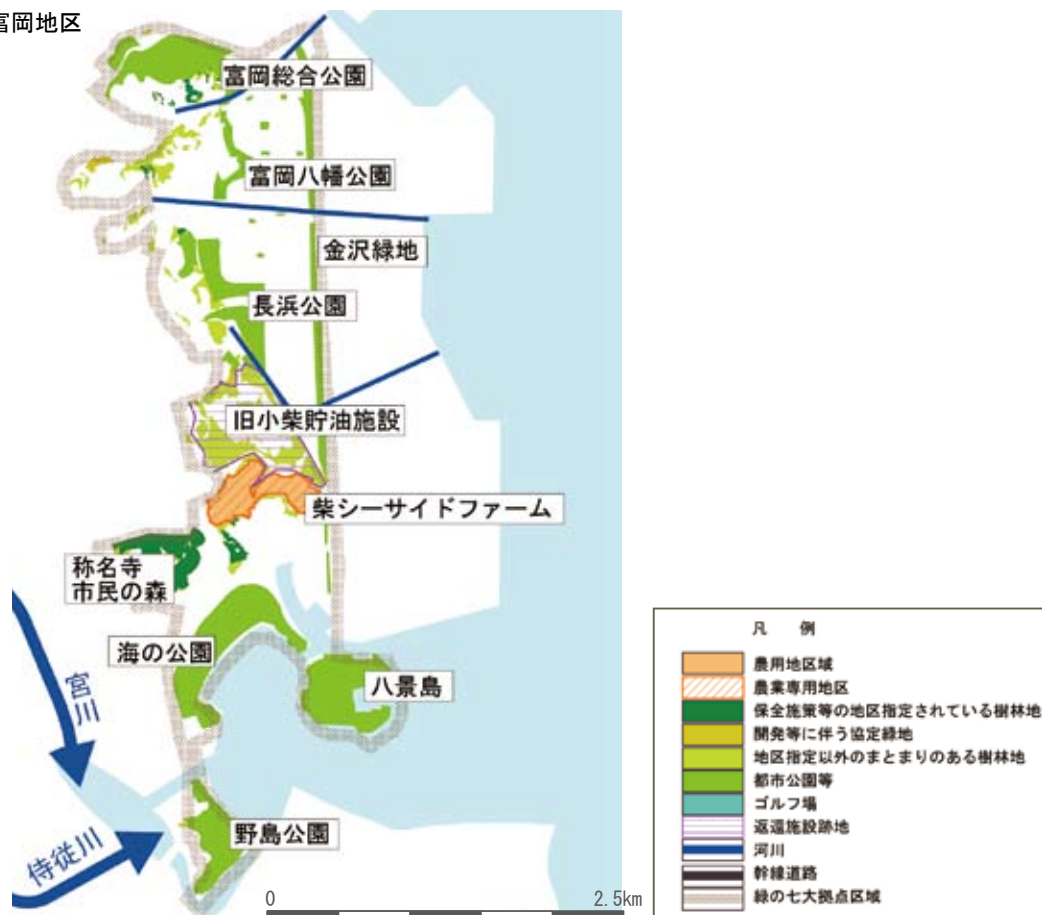 富岡地区
富岡総合公園
富岡八幡公園
金沢緑地
長浜公園
旧小柴貯油施設
柴シーサイドファーム
称名寺
市民の森
海の公園
八景島
宮川
侍従川
野島公園
0 2.5km
凡 例
農用地区域
農業専用地区
保全施策等の地区指定されている樹林地
開発等に伴う協定緑地
地区指定以外のまとまりのある樹林地
都市公園等
ゴルフ場
返還施設跡地
河川
幹線道路
緑の七大拠点区域